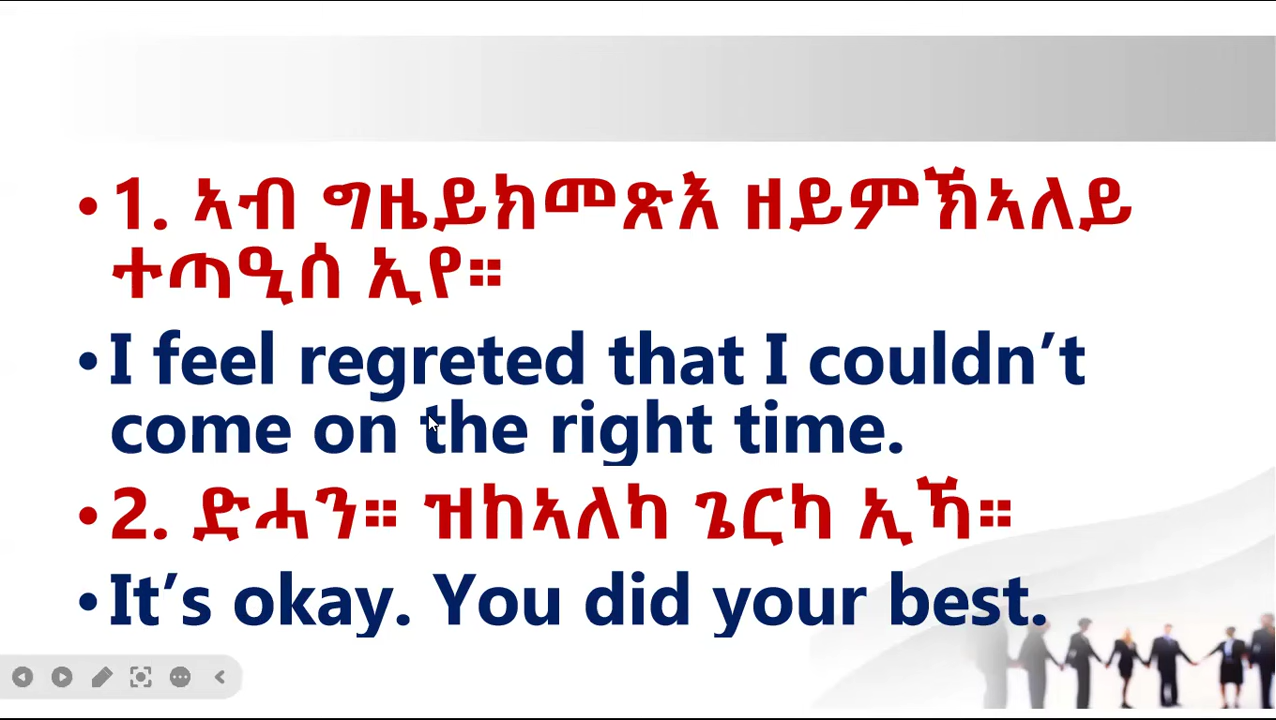 • 1. ኣብ ግዜይክመጽእ ዘይምኽኣለይ
ተጣዒሰ ኢየ።
• I feel regreted that I couldn’t
come on the right time.
• 2. ድሓን። ዝከኣለካ ጌርካ ኢኻ።
• It’s okay. You did your best.